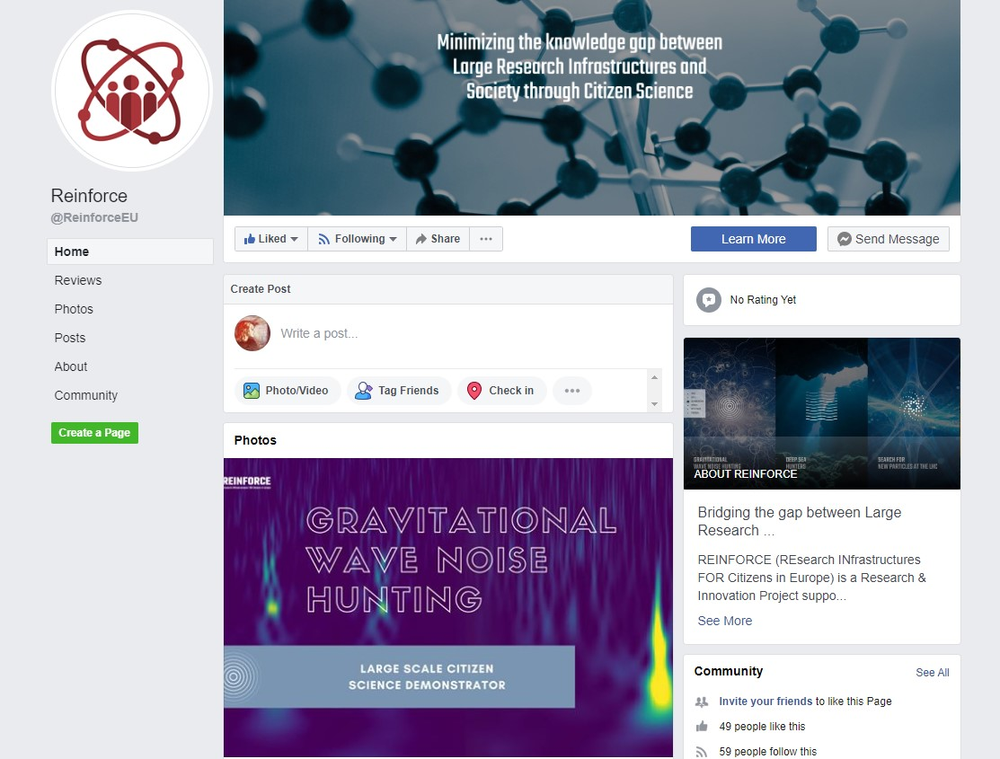 Minimizing the knowledge gap between
Large Research Infrastructures and
Society through Citizen Science
Reinforce
@ReinforceEU
Home
Reviews
Photos
Posts
About
Community
Create a Page
Liked
Following
Share
Learn More
Send Message
Create Post
Write a post...
Photo/Video
Tag Friends
Check in
Photos
REINFORCE
GRAVITATIONAL
WAVE NOISE
HUNTING
LARGE SCALE CITIZEN
SCIENCE DEMONSTRATOR
No Rating Yet
GRAVITATIONAL
WAVE NOISE HUNTING
DEEP SEA
HUNTERS
SEARCH FOR
NEW PARTICLES AT THE LHC
ABOUT REINFORCE
Bridging the gap between Large
Research ...
REINFORCE (REsearch INfrastructures
FOR Citizens in Europe) is a Research &
Innovation Project suppo...
See More
Community
See All
Invite your friends to like this Page
49 people like this
59 people follow this